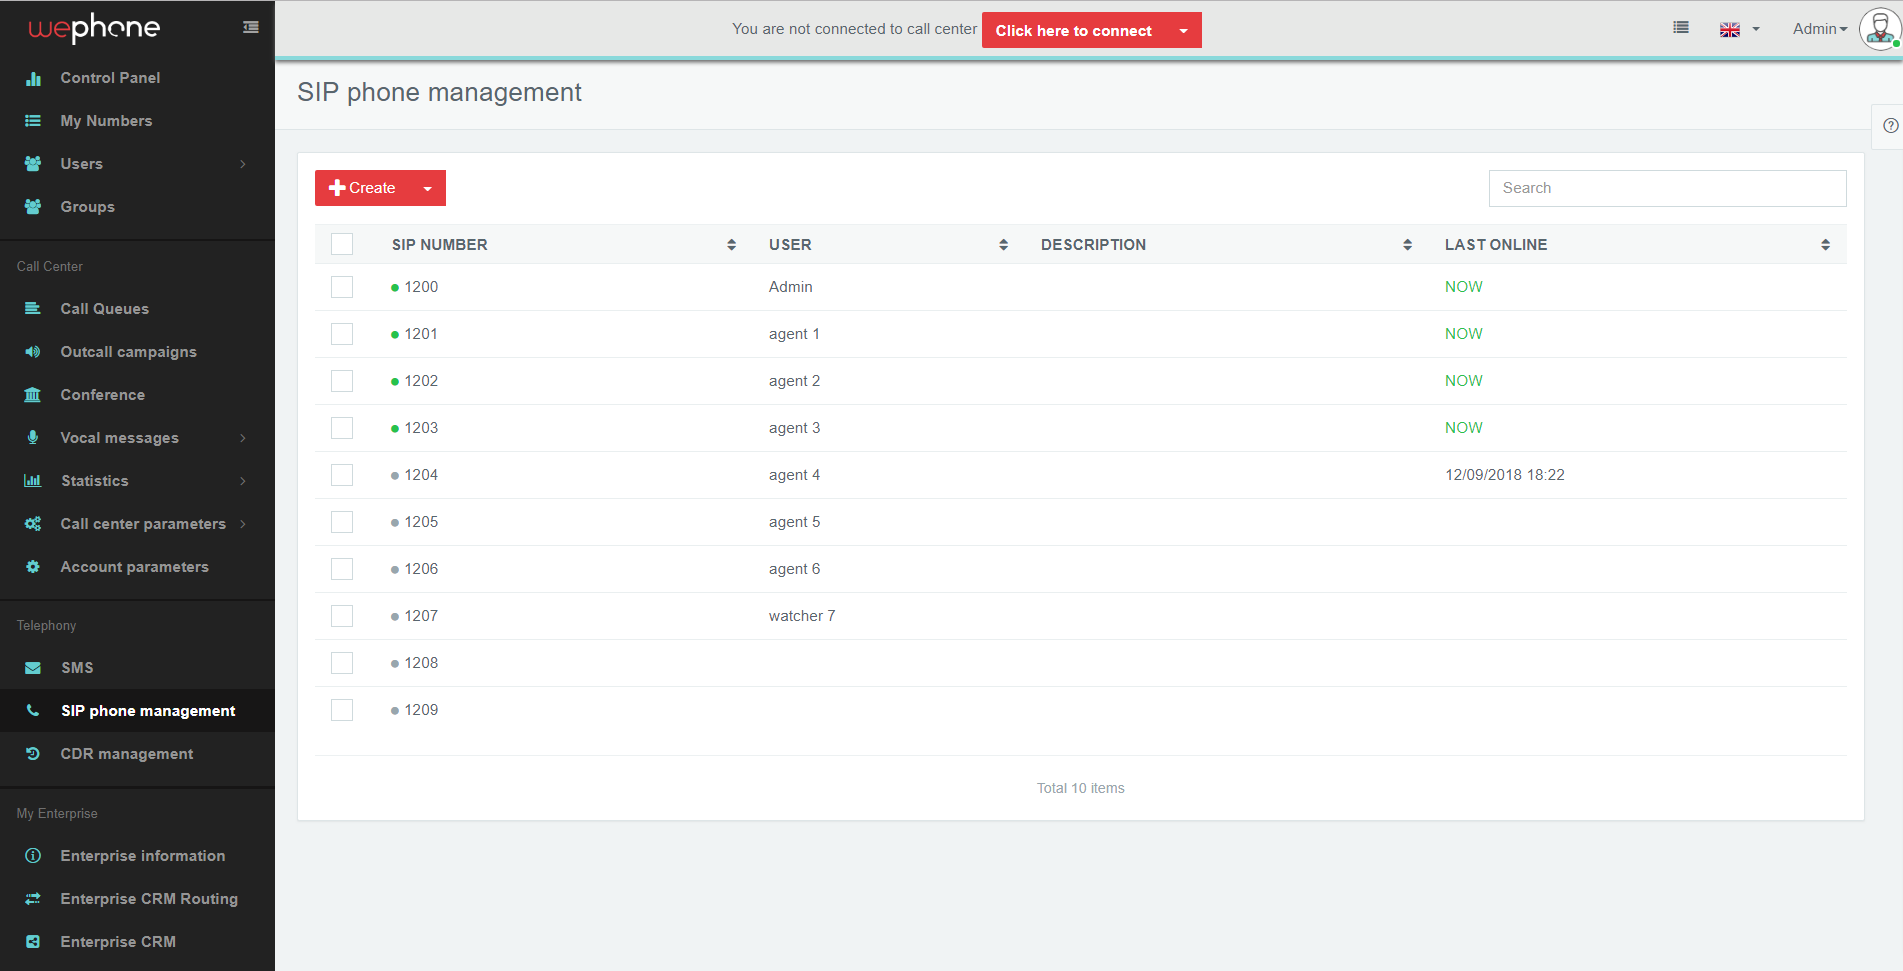 wephone
You are not connected to call center
Click here to connect
Admin
Control Panel
My Numbers
Users
Groups
Call Center
Call Queues
Outcall campaigns
Conference
Vocal messages
Statistics
Call center parameters
Account parameters
Telephony
SMS
SIP phone management
CDR management
My Enterprise
Enterprise information
Enterprise CRM Routing
Enterprise CRM
SIP phone management
Create
Search
SIP NUMBER USER DESCRIPTION LAST ONLINE
1200 Admin NOW
1201 agent 1 NOW
1202 agent 2 NOW
1203 agent 3 NOW
1204 agent 4 12/09/2018 18:22
1205 agent 5
1206 agent 6
1207 watcher 7
1208
1209
Total 10 items